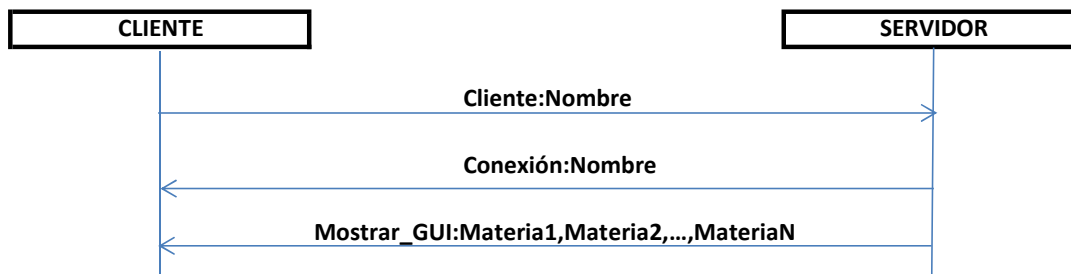 CLIENTE
SERVIDOR
Cliente:Nombre
Conexión:Nombre
Mostrar_GUI:Materia1,Materia2,…,MateriaN